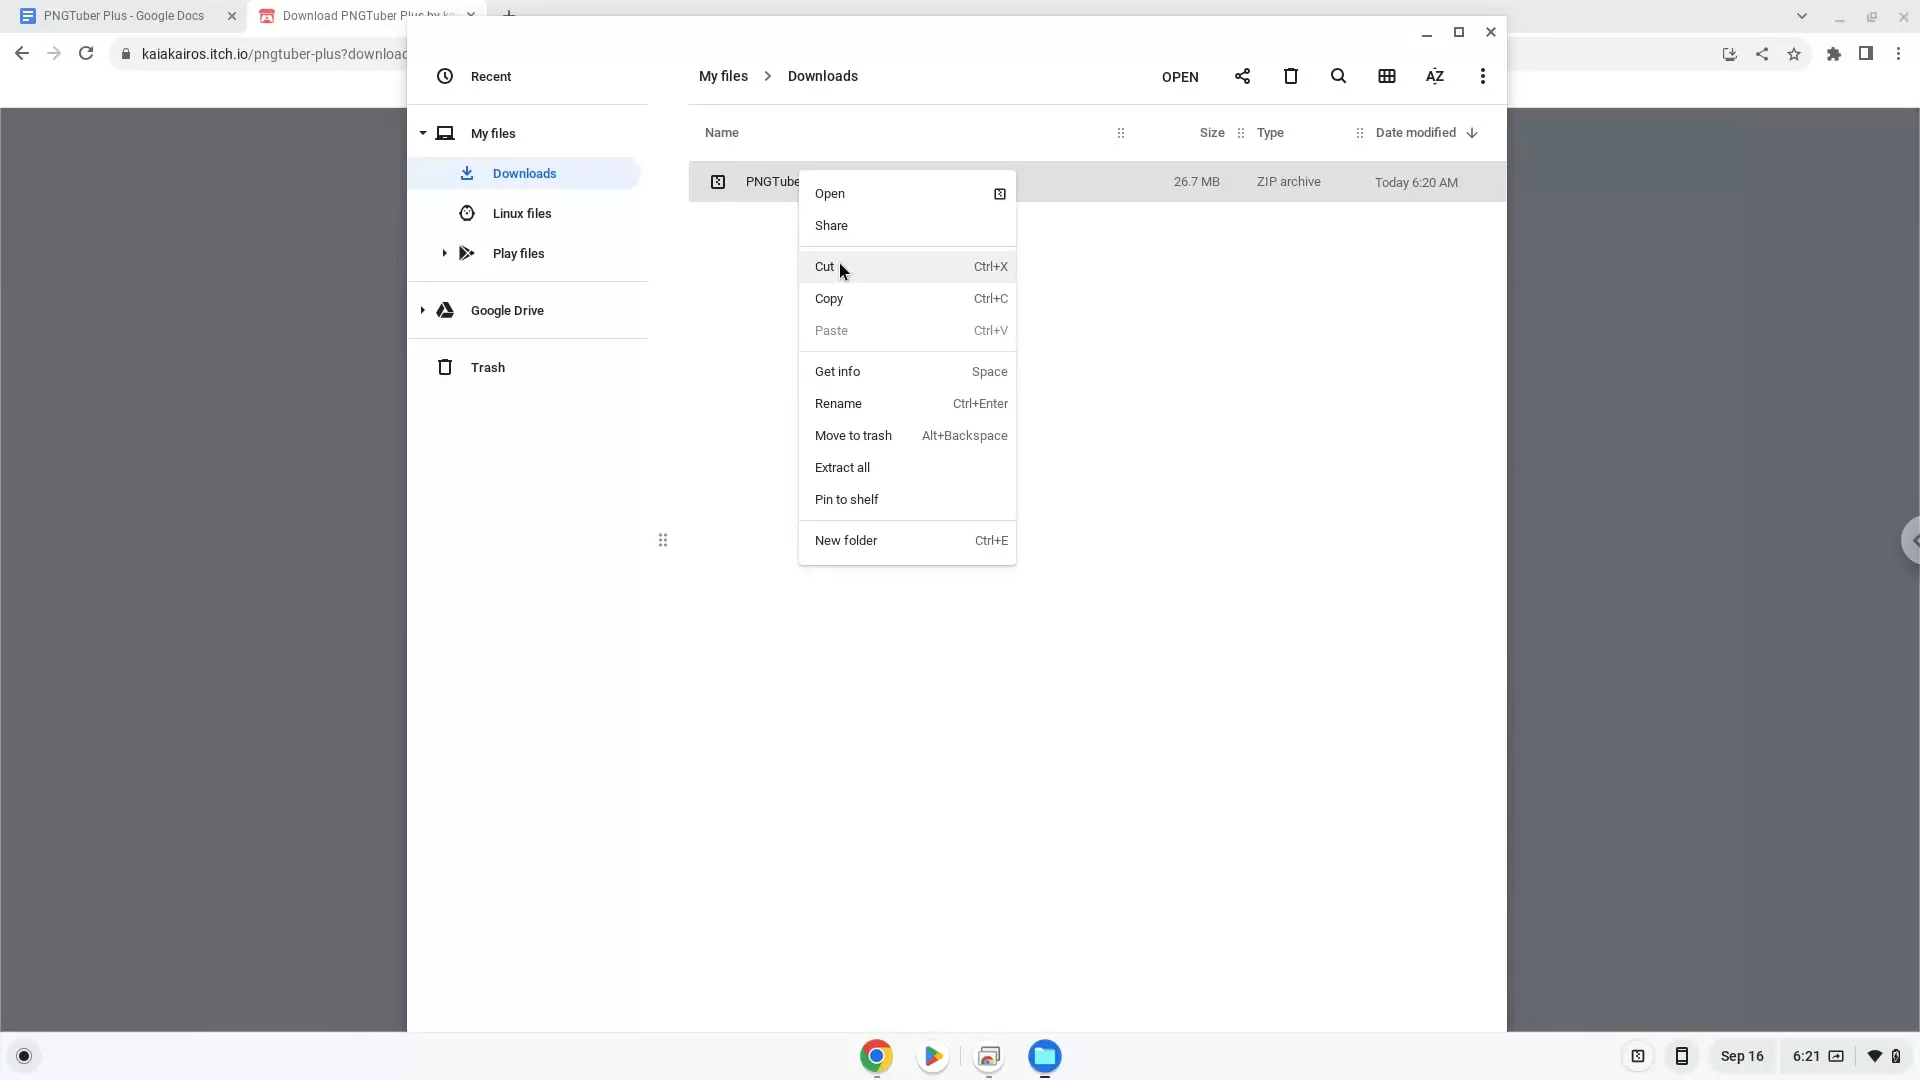 PNGTuber Plus - Google Docs
Download PNGTuber Plus by
kaiakairos.itch.io/pngtuber-plus?download
Recent
My files
Downloads
Linux files
Play files
Google Drive
Trash
My files > Downloads
OPEN
AZ
Name Size Type Date modified
PNGTube 26.7 MB ZIP archive Today 6:20 AM
Open
Share
Cut Ctrl+X
Copy Ctrl+C
Paste Ctrl+V
Get info Space
Rename Ctrl+Enter
Move to trash Alt+Backspace
Extract all
Pin to shelf
New folder Ctrl+E
Sep 16 6:21